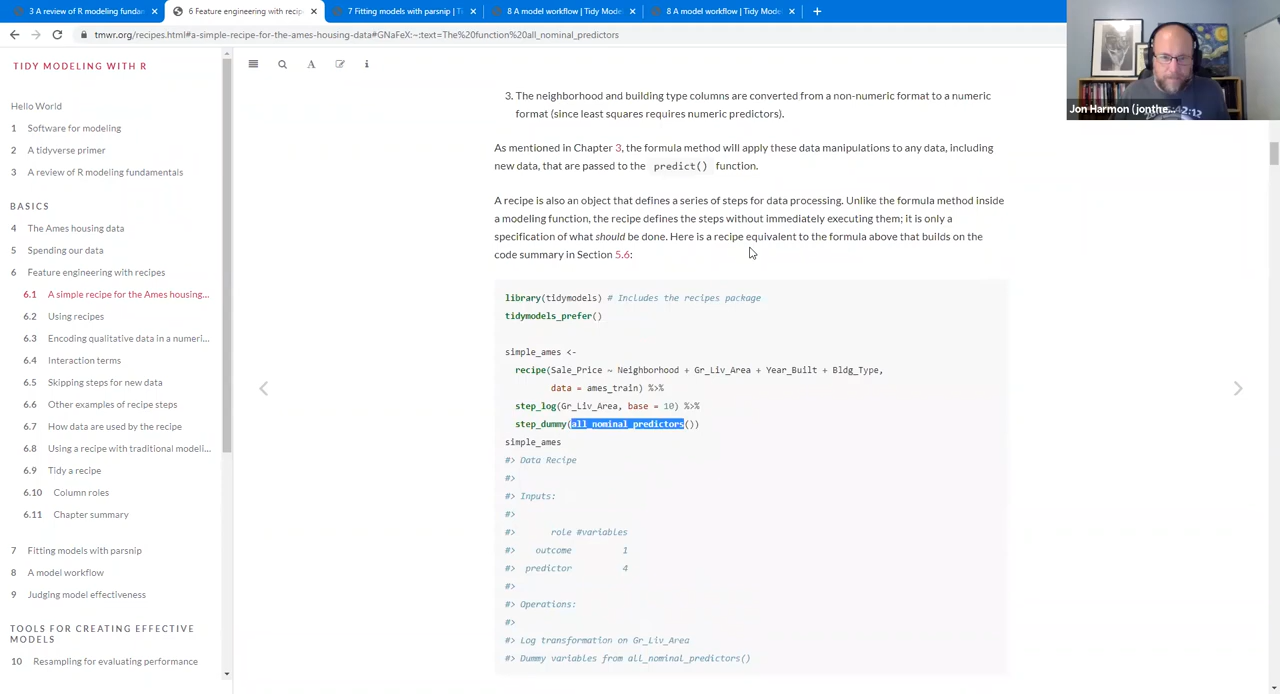 3 A review of R modeling fundam
6 Feature engineering with recip
7 Fitting models with parsnip | T
8 A model workflow | Tidy Model
8 A model workflow | Tidy Mode
tmwr.org/recipes.html#a-simple-recipe-for-the-ames-housing-data#GNaFeX:~:text=The%20function%20all_nominal_predictors
Jon Harmon (jonthe...
TIDY MODELING WITH R
Hello World
1 Software for modeling
2 A tidyverse primer
3 A review of R modeling fundamentals
BASICS
4 The Ames housing data
5 Spending our data
6 Feature engineering with recipes
6.1 A simple recipe for the Ames housing...
6.2 Using recipes
6.3 Encoding qualitative data in a numeri...
6.4 Interaction terms
6.5 Skipping steps for new data
6.6 Other examples of recipe steps
6.7 How data are used by the recipe
6.8 Using a recipe with traditional modeli...
6.9 Tidy a recipe
6.10 Column roles
6.11 Chapter summary
7 Fitting models with parsnip
8 A model workflow
9 Judging model effectiveness
TOOLS FOR CREATING EFFECTIVE
MODELS
10 Resampling for evaluating performance
3. The neighborhood and building type columns are converted from a non-numeric format to a numeric
format (since least squares requires numeric predictors).
As mentioned in Chapter 3, the formula method will apply these data manipulations to any data, including
new data, that are passed to the predict() function.
A recipe is also an object that defines a series of steps for data processing. Unlike the formula method inside
a modeling function, the recipe defines the steps without immediately executing them; it is only a
specification of what should be done. Here is a recipe equivalent to the formula above that builds on the
code summary in Section 5.6:
library(tidymodels) # Includes the recipes package
tidymodels_prefer()
simple_ames <-
recipe(Sale_Price ~ Neighborhood + Gr_Liv_Area + Year_Built + Bldg_Type,
data = ames_train) %>%
step_log(Gr_Liv_Area, base = 10) %>%
step_dummy(all_nominal_predictors())
simple_ames
#> Data Recipe
#>
#> Inputs:
#>
#> role #variables
#> outcome 1
#> predictor 4
#>
#> Operations:
#>
#> Log transformation on Gr_Liv_Area
#> Dummy variables from all_nominal_predictors()